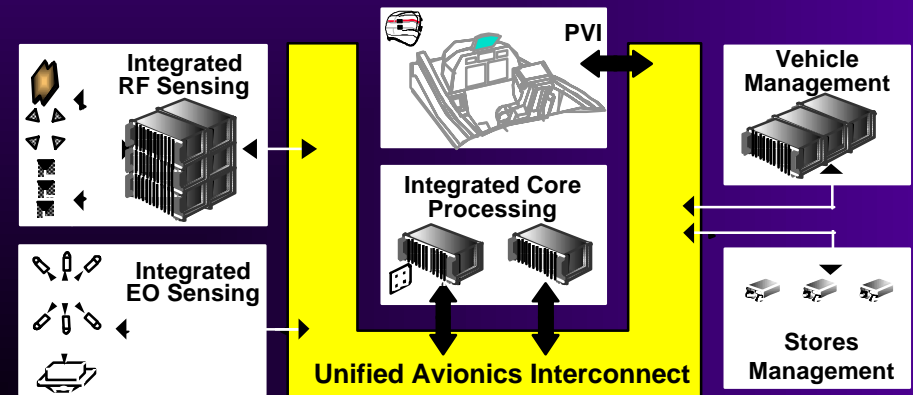 Integrated
RF Sensing
PVI
Vehicle
Management
Integrated Core
Processing
Integrated
EO Sensing
Stores
Management
Unified Avionics Interconnect